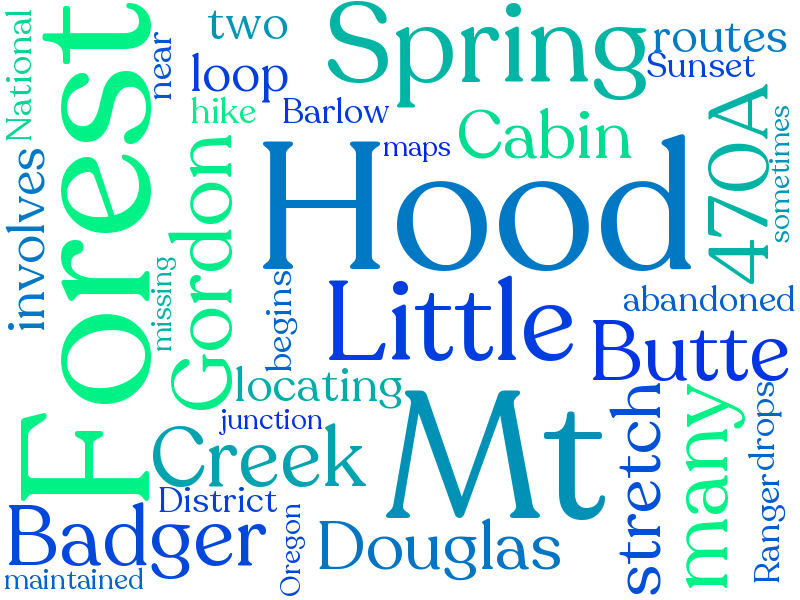 National
Forest
near
two
loop
hike
Barlow
Spring
routes
Sunset
maps
Cabin
470A
sometimes
involves
Gordon
Hood
missing
begins
Little
abandoned
Butte
locating
junction
Creek
Mt
stretch
many
drops
Ranger
District
Badger
Oregon
Douglas
maintained